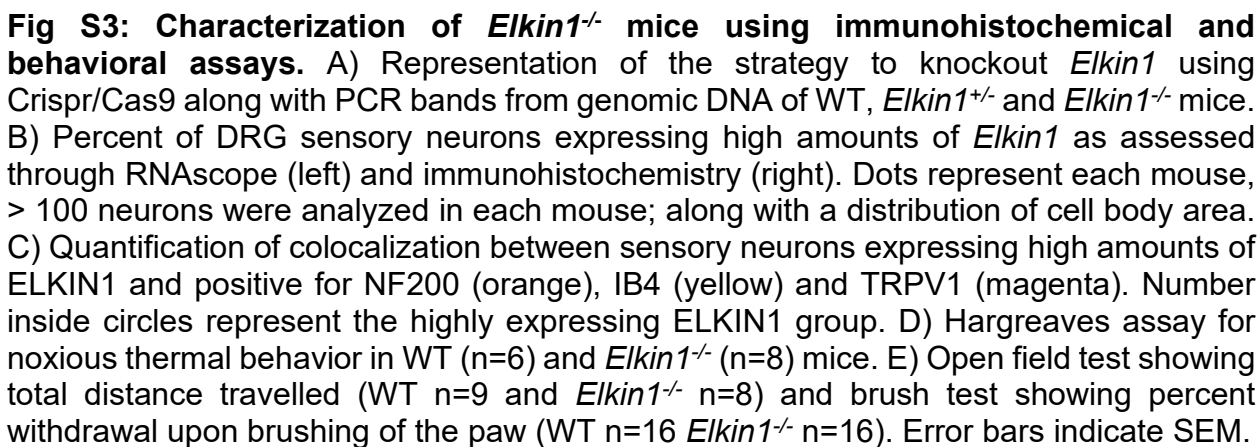 Fig S3: Characterization of Elkin1-/- mice using immunohistochemical and
behavioral assays. A) Representation of the strategy to knockout Elkin1 using
Crispr/Cas9 along with PCR bands from genomic DNA of WT, Elkin1+/- and Elkin1-/- mice.
B) Percent of DRG sensory neurons expressing high amounts of Elkin1 as assessed
through RNAscope (left) and immunohistochemistry (right). Dots represent each mouse,
> 100 neurons were analyzed in each mouse; along with a distribution of cell body area.
C) Quantification of colocalization between sensory neurons expressing high amounts of
ELKIN1 and positive for NF200 (orange), IB4 (yellow) and TRPV1 (magenta). Number
inside circles represent the highly expressing ELKIN1 group. D) Hargreaves assay for
noxious thermal behavior in WT (n=6) and Elkin1-/- (n=8) mice. E) Open field test showing
total distance travelled (WT n=9 and Elkin1-/- n=8) and brush test showing percent
withdrawal upon brushing of the paw (WT n=16 Elkin1-/- n=16). Error bars indicate SEM.